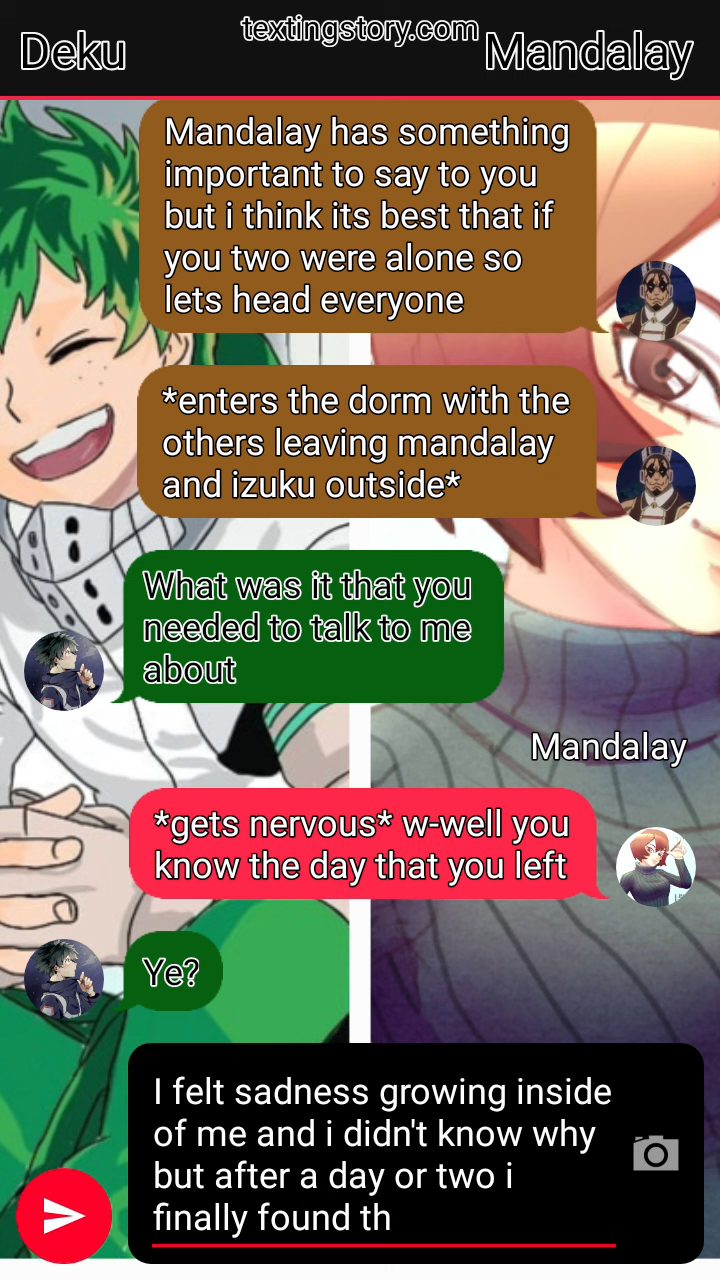 textingstory.com
Deku
Mandalay
Mandalay has something
important to say to you
but i think its best that if
you two were alone so
lets head everyone
*enters the dorm with the
others leaving mandalay
and izuku outside*
What was it that you
needed to talk to me
about
Mandalay
*gets nervous* w-well you
know the day that you left
Ye?
I felt sadness growing inside
of me and i didn't know why
but after a day or two i
finally found th